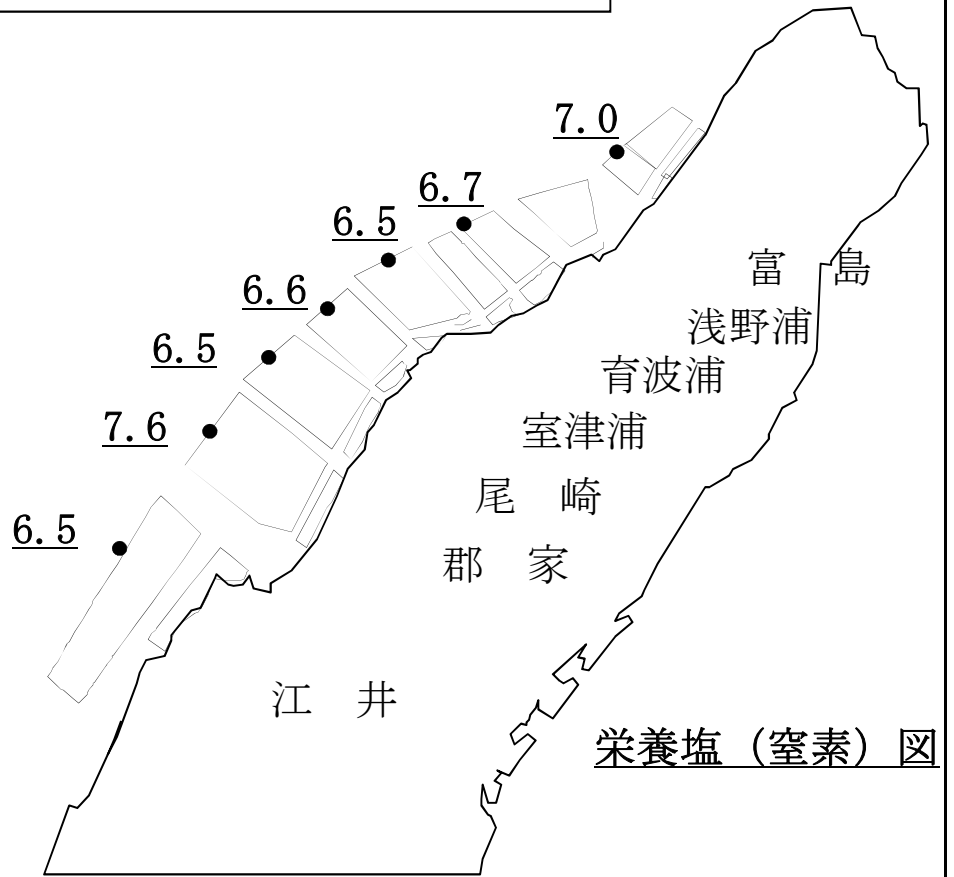 7.0
6.7
6.5
6.6
6.5
7.6
6.5
富　島
浅野浦
育波浦
室津浦
尾　崎
郡　家
江　井
栄養塩（窒素）図